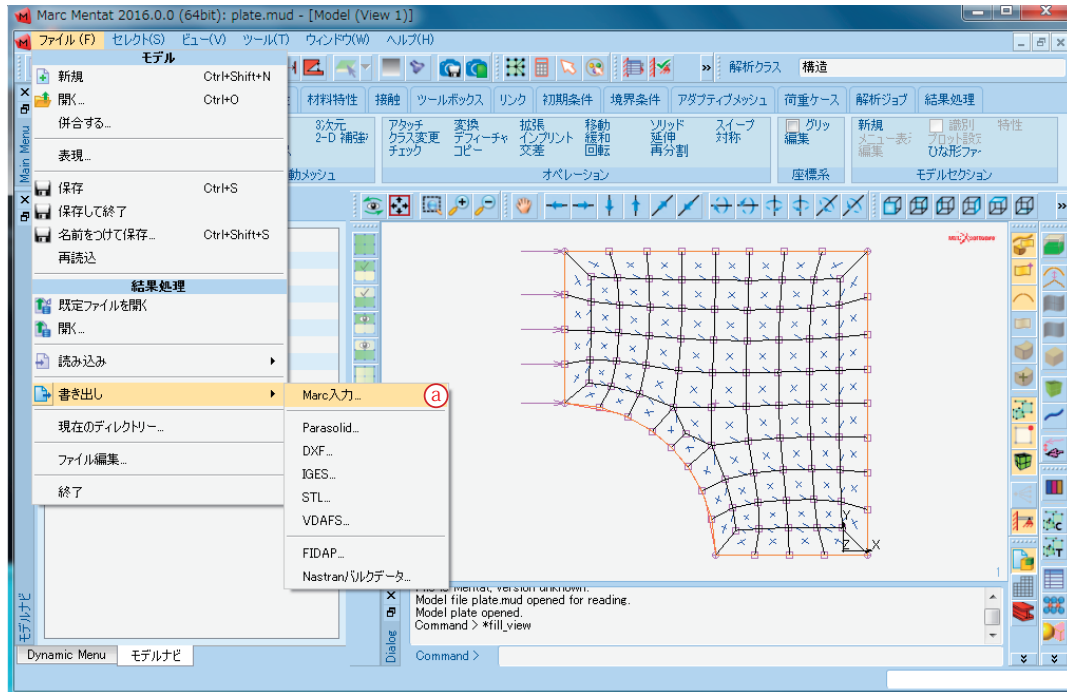 Marc Mentat 2016.0.0 (64bit): plate.mud - [Model (View 1)]
ファイル (F) セレクト(S) ビュー(V) ツール(T) ウィンドウ(W) ヘルプ(H)
モデル
新規 Ctrl+Shift+N
開く... Ctrl+O
併合する...
表現...
保存 Ctrl+S
保存して終了
名前をつけて保存... Ctrl+Shift+S
再読込
結果処理
既定ファイルを開く
開く...
読み込み
書き出し
現在のディレクトリー...
ファイル編集...
終了
Marc入力... a
Parasolid...
DXF...
IGES...
STL...
VDAFS...
FIDAP...
Nastranバルクデータ...
» 解析クラス 構造
材料特性 接触 ツールボックス リンク 初期条件 境界条件 アダプティブメッシュ 荷重ケース 解析ジョブ 結果処理
3次元 アタッチ 変換 拡張 移動 ソリッド スイープ グリッ 新規 識別 特性
2-D 補強 クラス変更 デフィーチャ インプリント 緩和 延伸 対称 編集 メニュー表示 プロット設定
チェック コピー 交差 回転 再分割 編集 ひな形ファ
動メッシュ オペレーション 座標系 モデルセクション
Main Menu
»
MSC Software
Y
Z X
1
Model file plate.mud opened for reading.
Model plate opened.
Command > *fill_view
Command >
Dialog
モデルナビ
Dynamic Menu モデルナビ